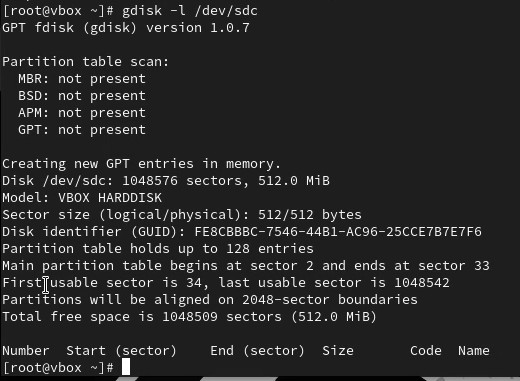 [root@vbox ~]# gdisk -l /dev/sdc
GPT fdisk (gdisk) version 1.0.7
Partition table scan:
MBR: not present
BSD: not present
APM: not present
GPT: not present
Creating new GPT entries in memory.
Disk /dev/sdc: 1048576 sectors, 512.0 MiB
Model: VBOX HARDDISK
Sector size (logical/physical): 512/512 bytes
Disk identifier (GUID): FE8CBBBC-7546-44B1-AC96-25CCE7B7E7F6
Partition table holds up to 128 entries
Main partition table begins at sector 2 and ends at sector 33
First usable sector is 34, last usable sector is 1048542
Partitions will be aligned on 2048-sector boundaries
Total free space is 1048509 sectors (512.0 MiB)
Number  Start (sector)    End (sector)  Size       Code  Name
[root@vbox ~]#